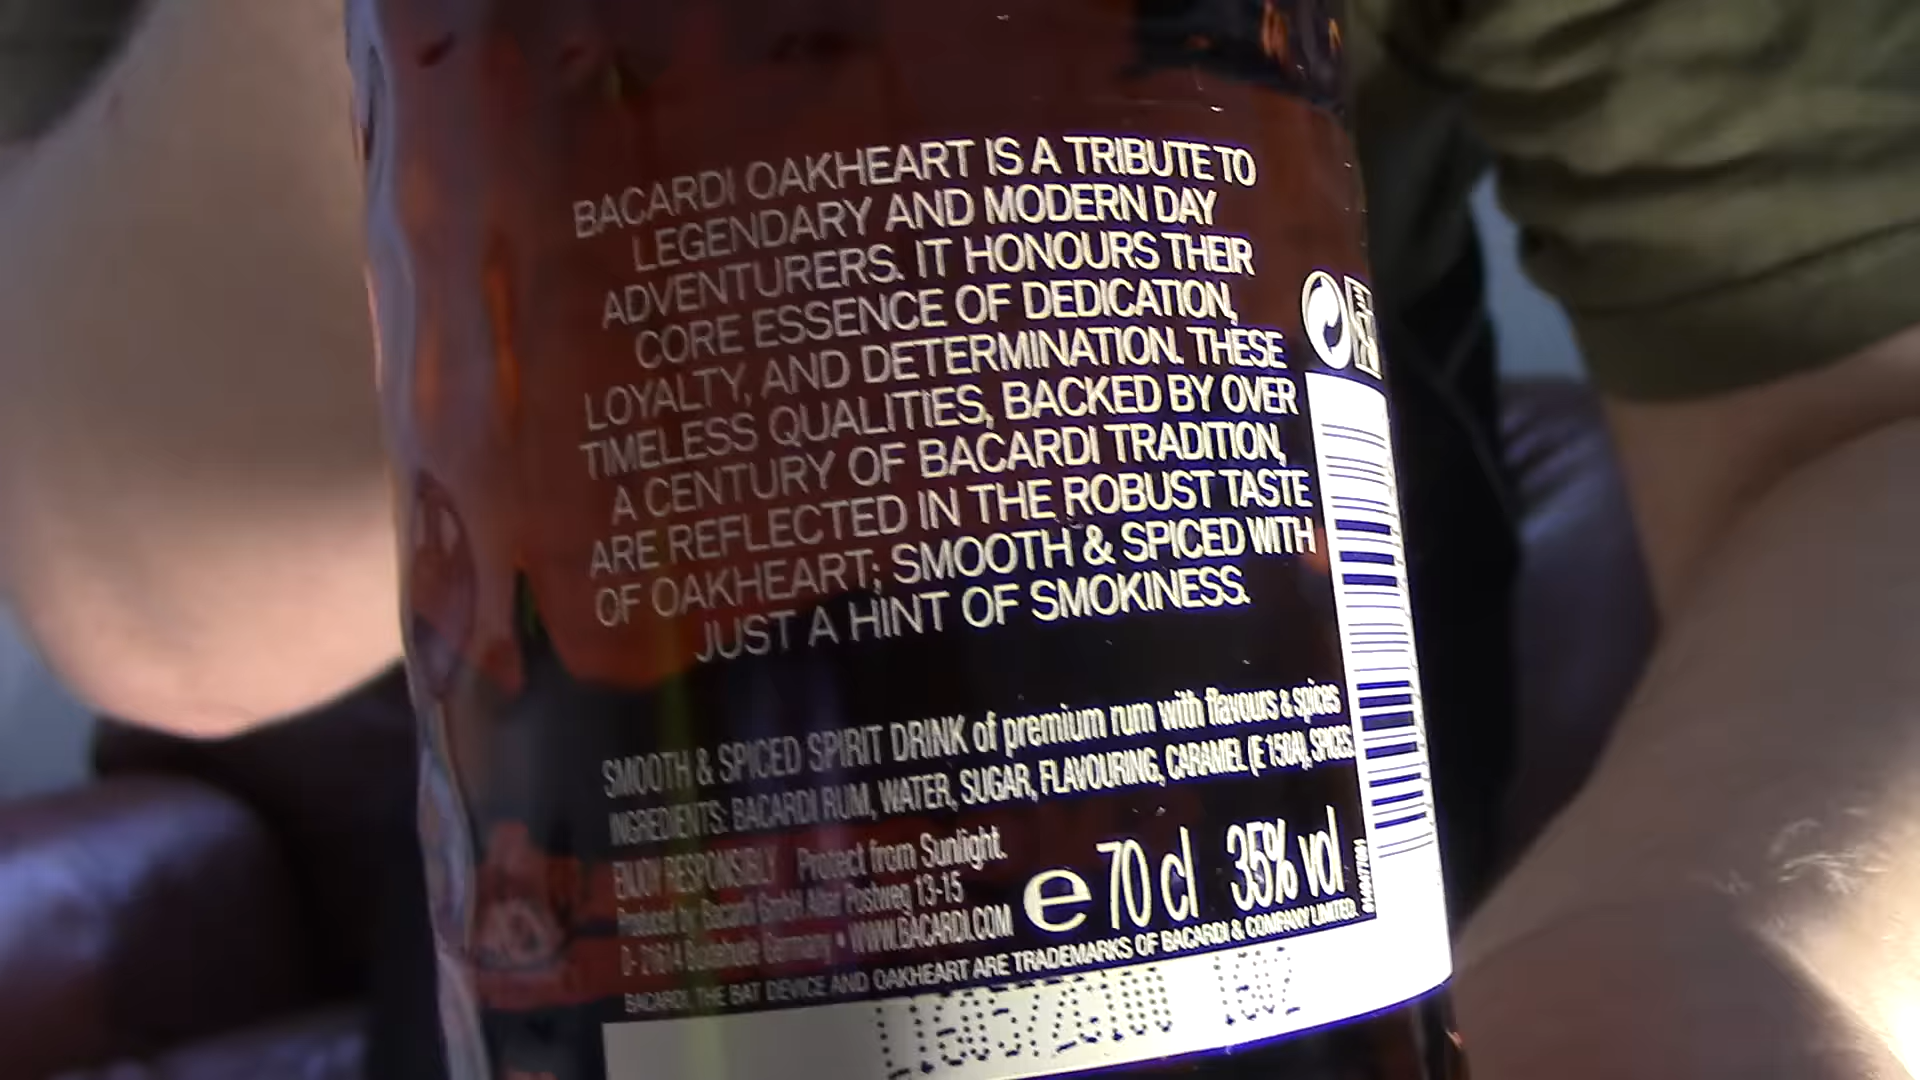 BACARDI OAKHEART IS A TRIBUTE TO
LEGENDARY AND MODERN DAY
ADVENTURERS. IT HONOURS THEIR
CORE ESSENCE OF DEDICATION,
LOYALTY, AND DETERMINATION. THESE
TIMELESS QUALITIES, BACKED BY OVER
A CENTURY OF BACARDI TRADITION,
ARE REFLECTED IN THE ROBUST TASTE
OF OAKHEART; SMOOTH & SPICED WITH
JUST A HINT OF SMOKINESS.
SMOOTH & SPICED SPIRIT DRINK of premium rum with flavours & spices
INGREDIENTS: BACARDI RUM, WATER, SUGAR, FLAVOURING, CARAMEL (E 150A), SPICES.
ENJOY RESPONSIBLY Protect from Sunlight.
Produced by: Bacardi GmbH Alter Postweg 13-15
D- 21614 Buxtehude Germany • WWW.BACARDI.COM
e 70 cl 35% vol
BACARDI, THE BAT DEVICE AND OAKHEART ARE TRADEMARKS OF BACARDI & COMPANY LIMITED.